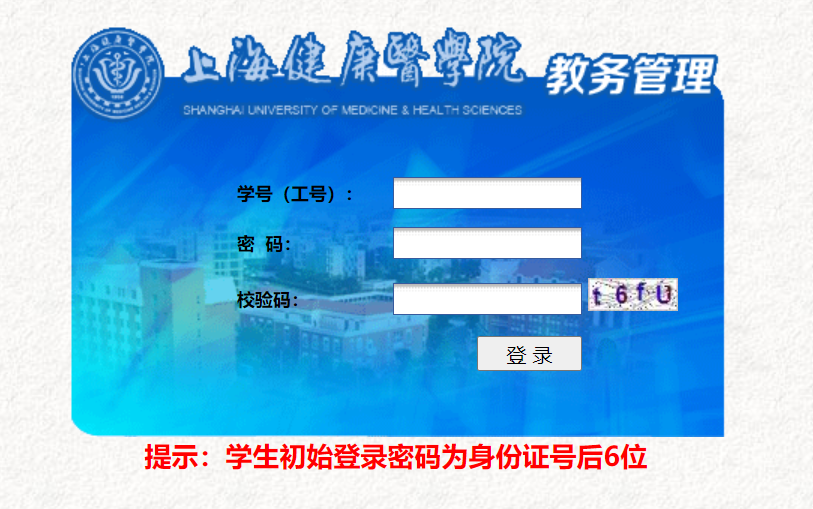 上海健康醫學院 教务管理
SHANGHAI UNIVERSITY OF MEDICINE & HEALTH SCIENCES
学号（工号）：
密 码：
校验码：
t6fU
登 录
提示：学生初始登录密码为身份证号后6位